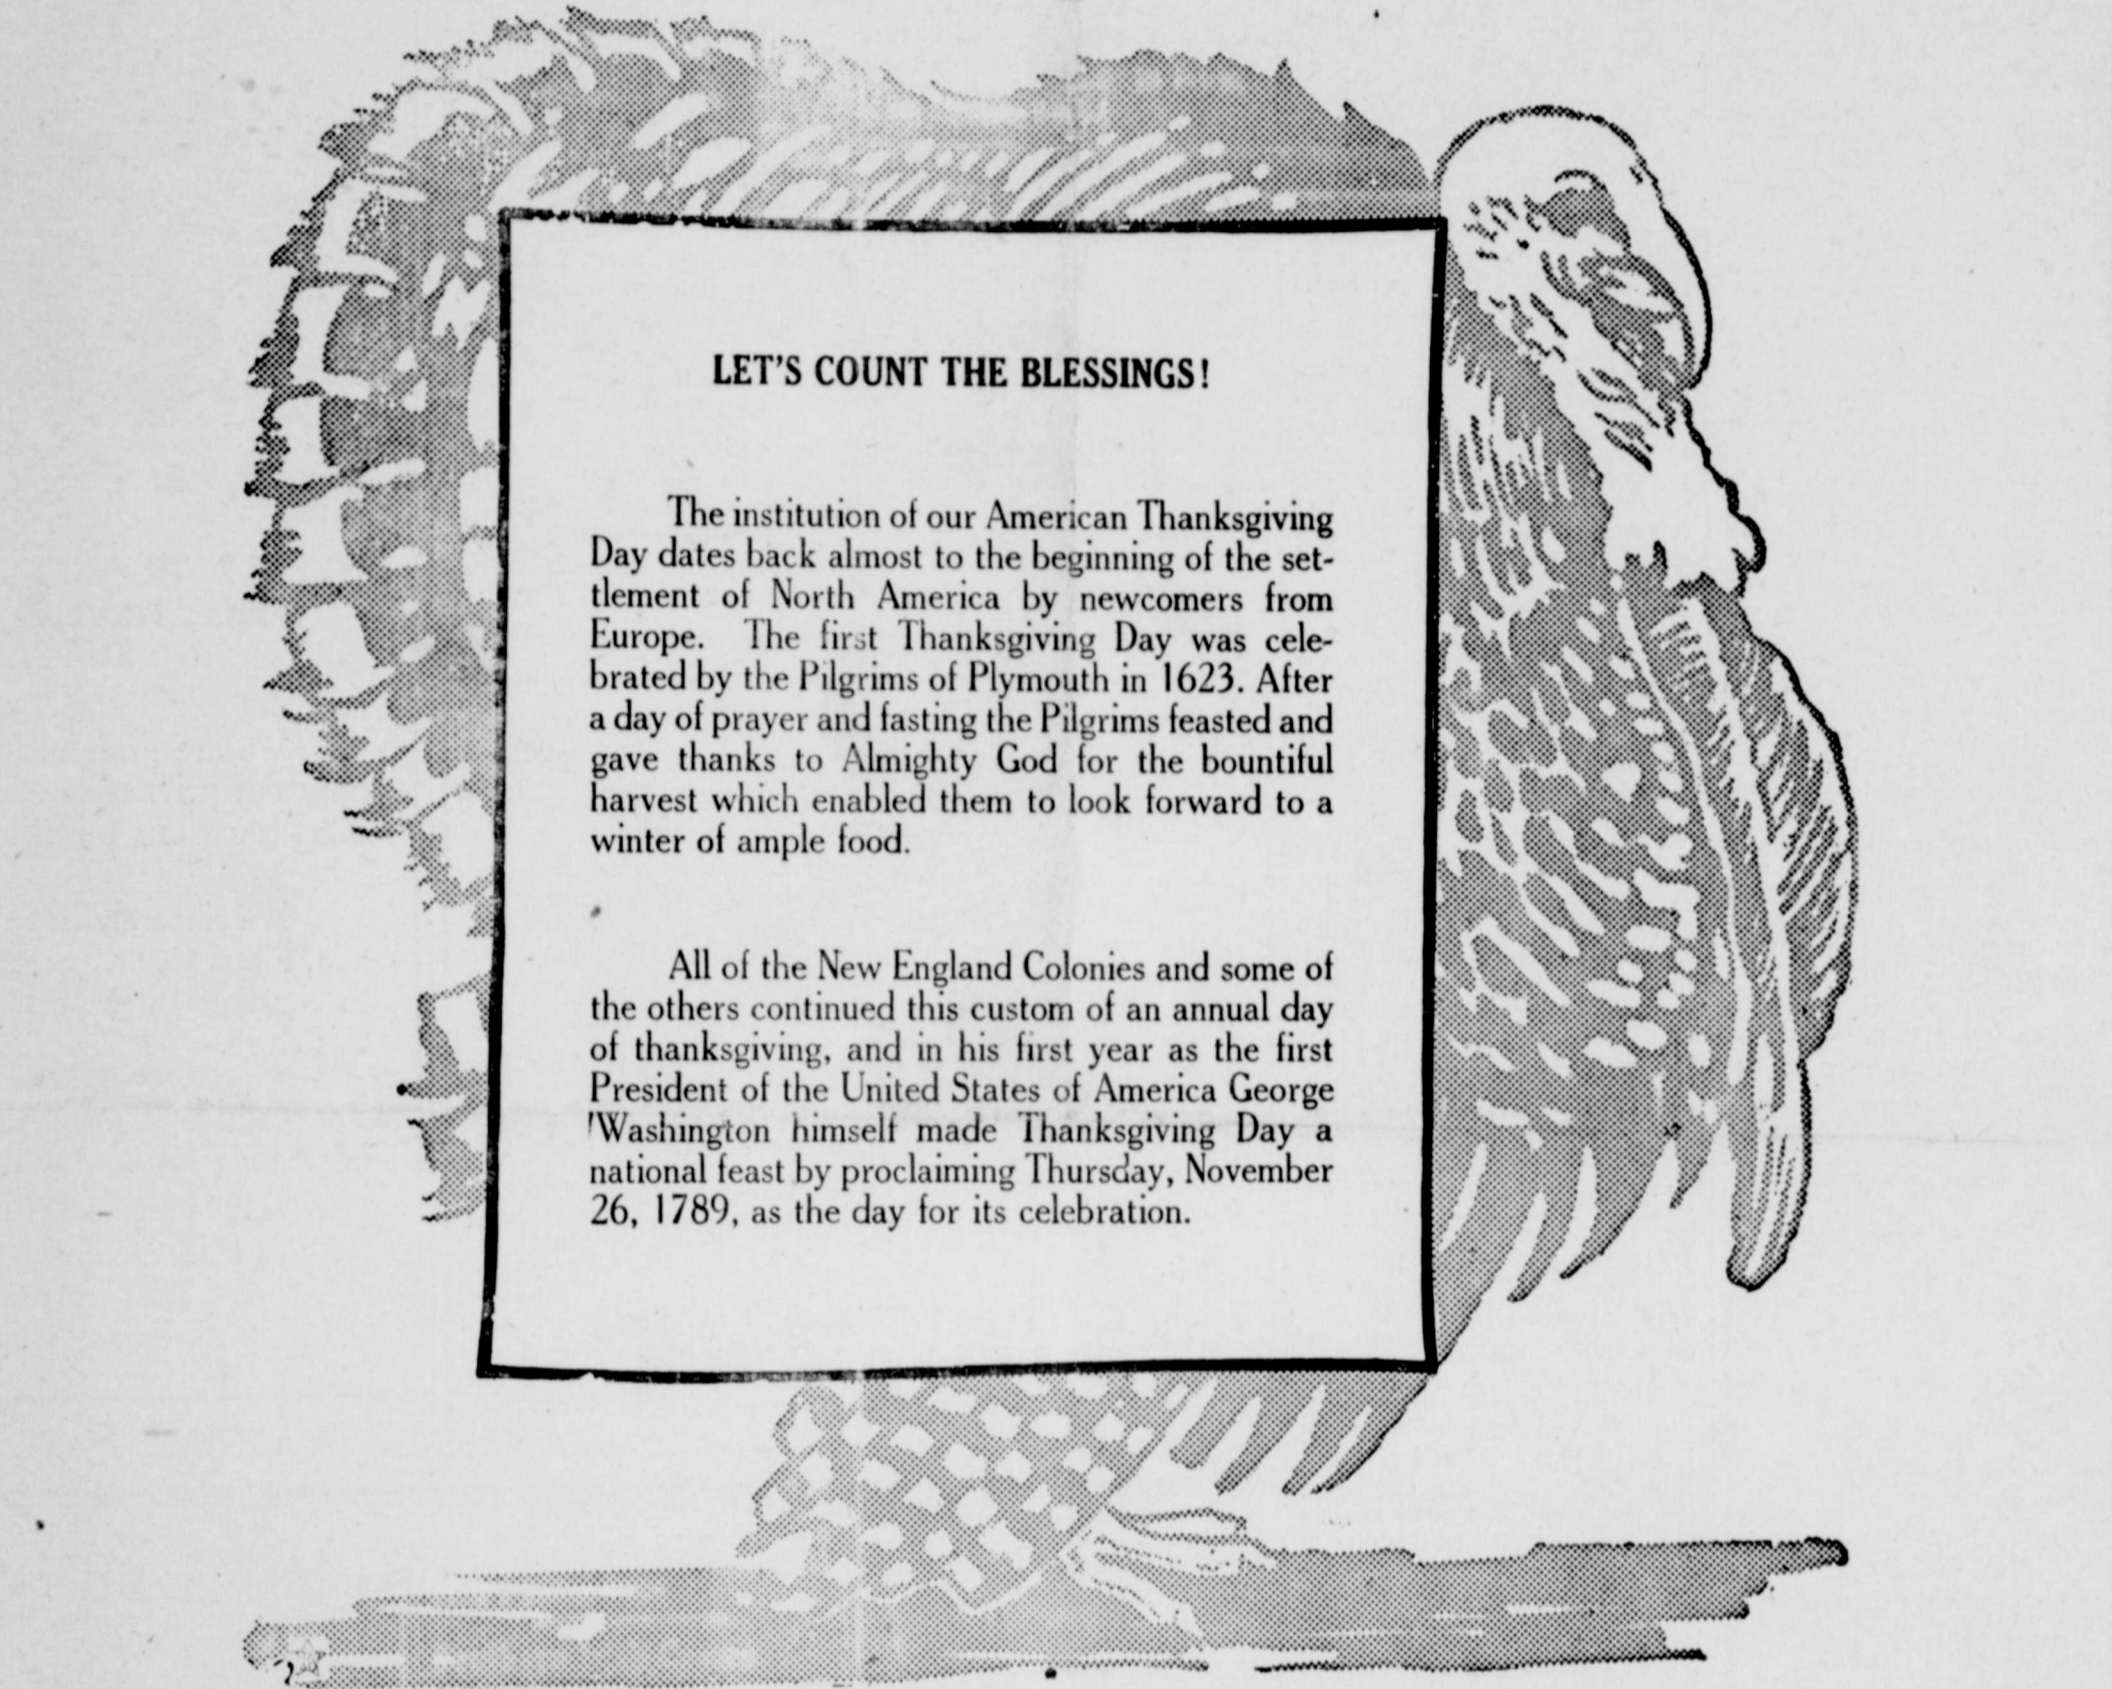 LET'S COUNT THE BLESSINGS!
The institution of our American Thanksgiving
Day dates back almost to the beginning of the set-
tlement of North America by newcomers from
Europe. The first Thanksgiving Day was cele-
brated by the Pilgrims of Plymouth in 1623. After
a day of prayer and fasting the Pilgrims feasted and
gave thanks to Almighty God for the bountiful
harvest which enabled them to look forward to a
winter of ample food.
All of the New England Colonies and some of
the others continued this custom of an annual day
of thanksgiving, and in his first year as the first
President of the United States of America George
Washington himself made Thanksgiving Day a
national feast by proclaiming Thursday, November
26, 1789, as the day for its celebration.